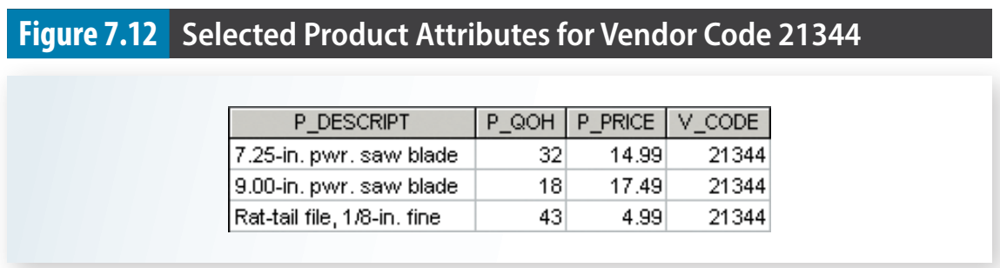 Figure 7.12 Selected Product Attributes for Vendor Code 21344
P_DESCRIPT P_QOH P_PRICE V_CODE
7.25-in. pwr. saw blade 32 14.99 21344
9.00-in. pwr. saw blade 18 17.49 21344
Rat-tail file, 1/8-in. fine 43 4.99 21344